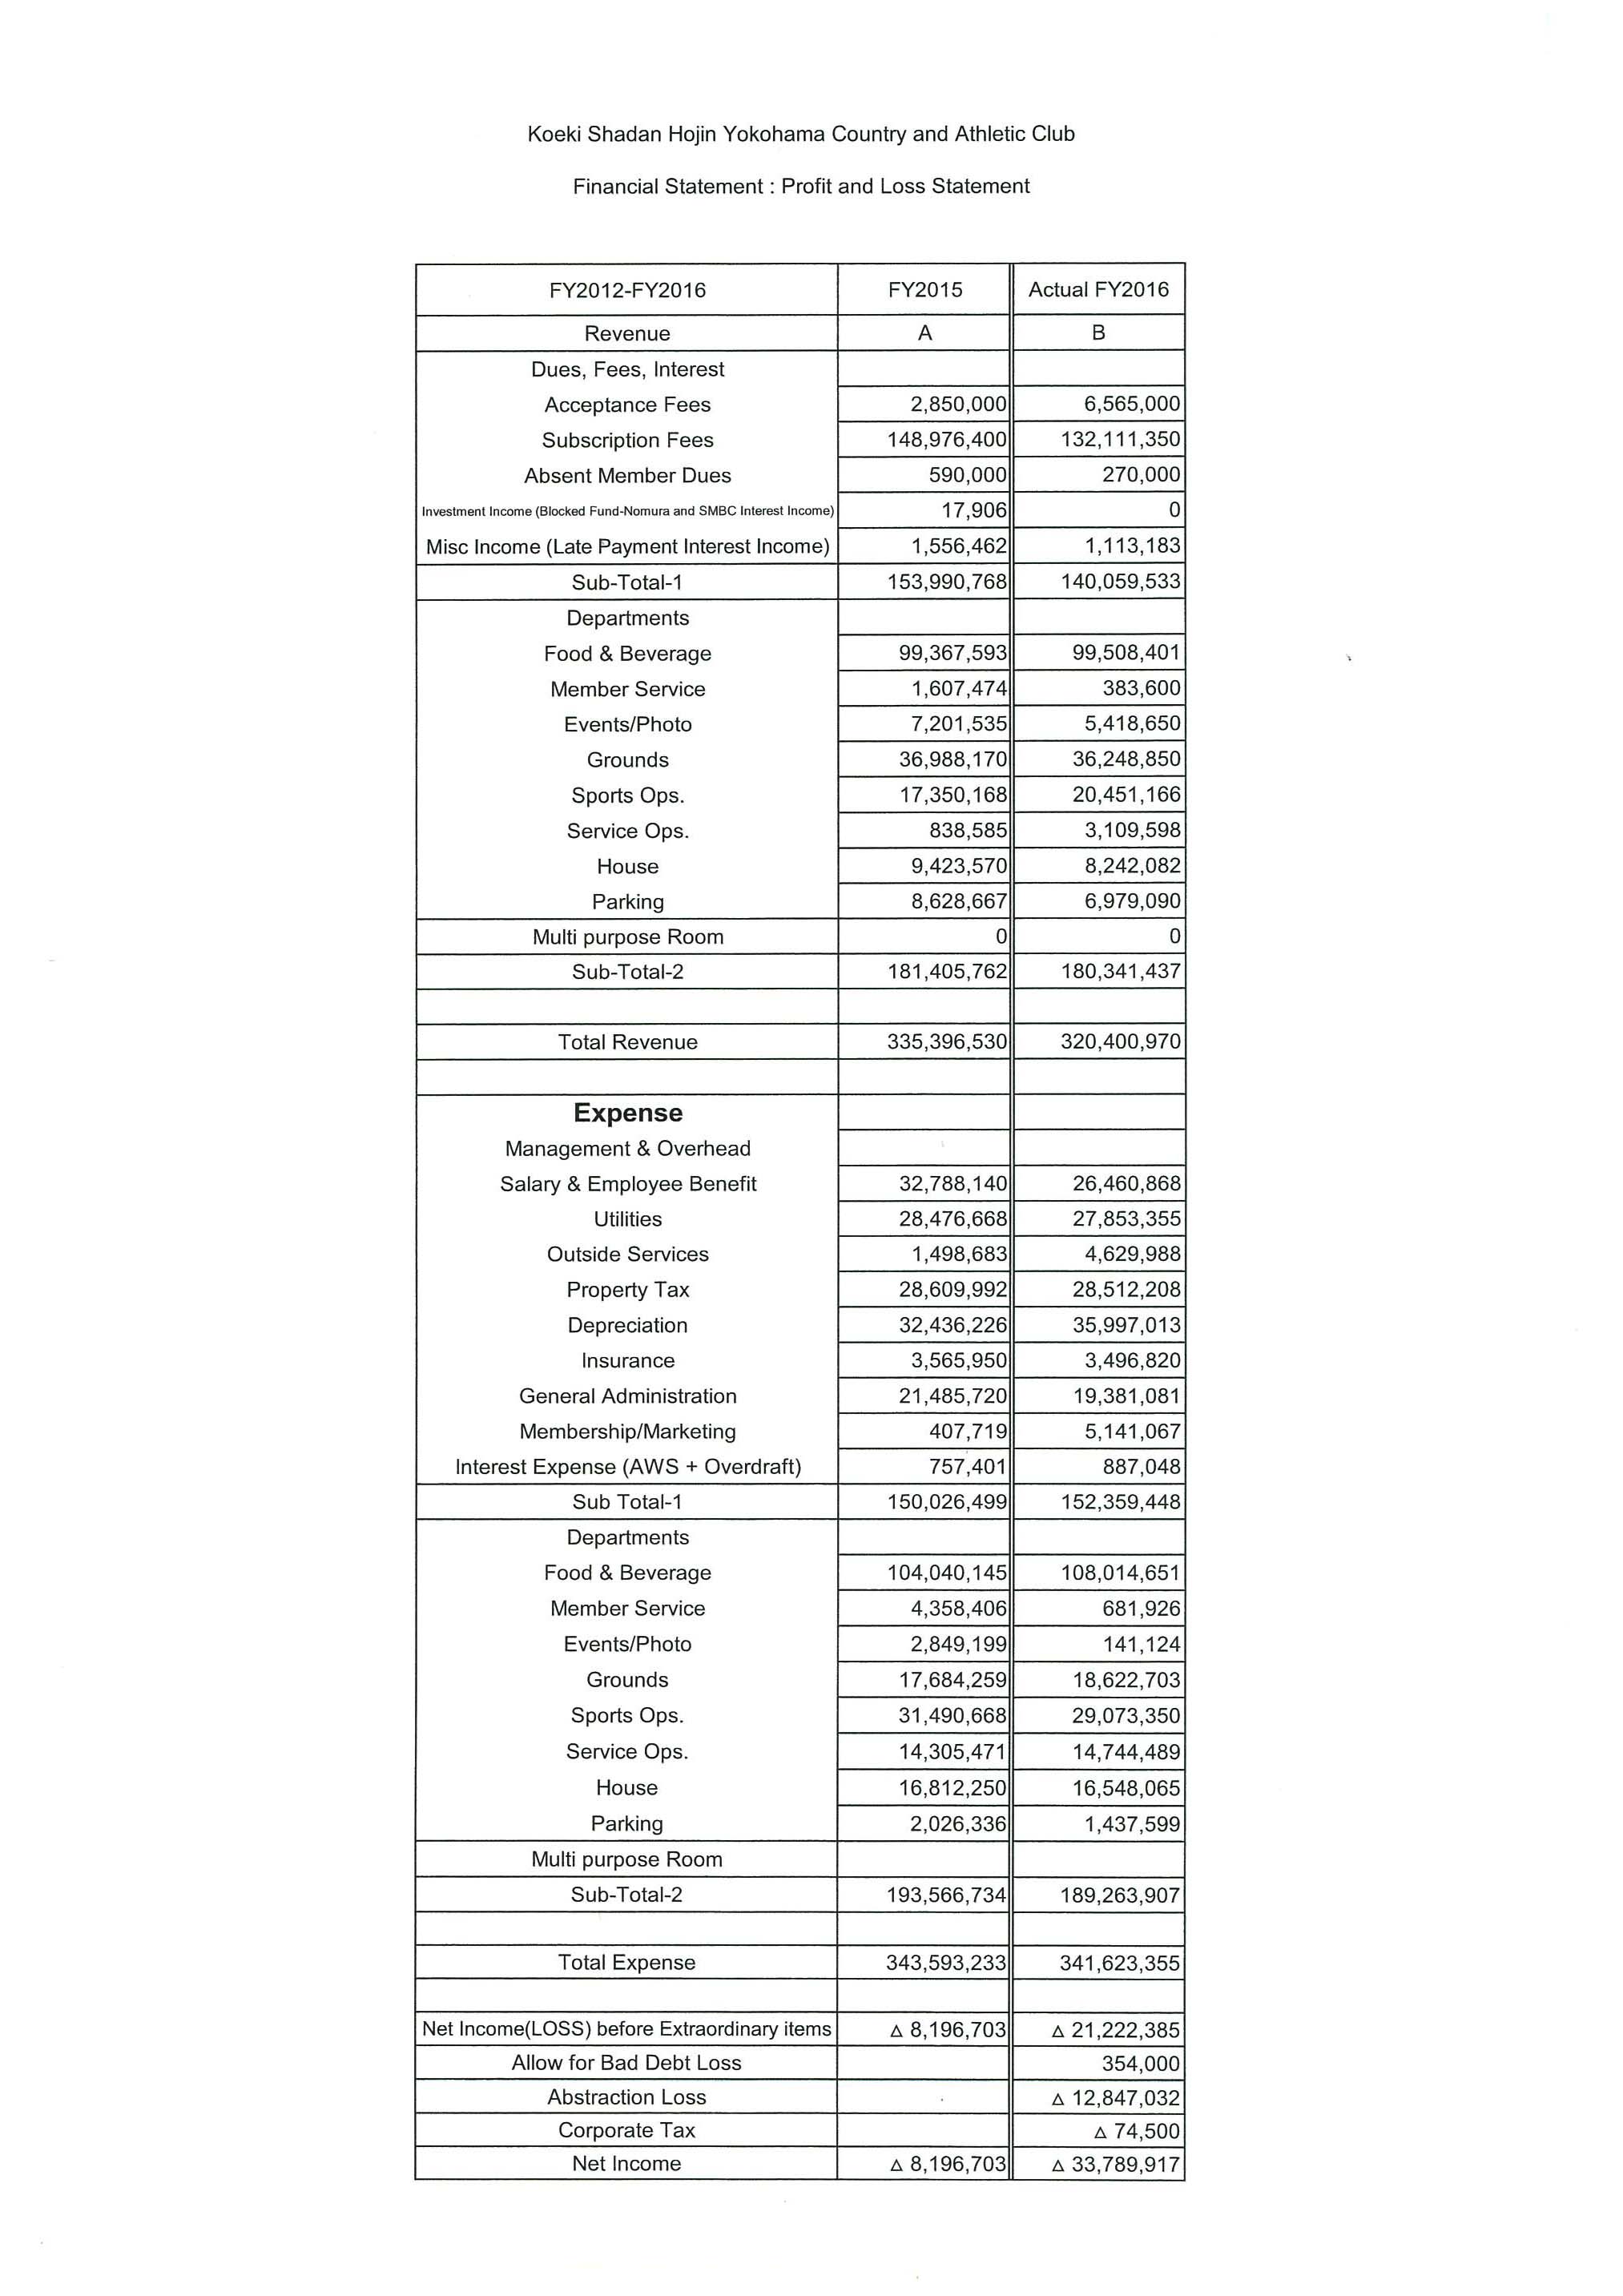 Koeki Shadan Hojin Yokohama Country and Athletic Club
Financial Statement : Profit and Loss Statement
FY2012-FY2016 FY2015 Actual FY2016
Revenue A B
Dues, Fees, Interest
Acceptance Fees 2,850,000 6,565,000
Subscription Fees 148,976,400 132,111,350
Absent Member Dues 590,000 270,000
Investment Income (Blocked Fund-Nomura and SMBC Interest Income) 17,906 0
Misc Income (Late Payment Interest Income) 1,556,462 1,113,183
Sub-Total-1 153,990,768 140,059,533
Departments
Food & Beverage 99,367,593 99,508,401
Member Service 1,607,474 383,600
Events/Photo 7,201,535 5,418,650
Grounds 36,988,170 36,248,850
Sports Ops. 17,350,168 20,451,166
Service Ops. 838,585 3,109,598
House 9,423,570 8,242,082
Parking 8,628,667 6,979,090
Multi purpose Room 0 0
Sub-Total-2 181,405,762 180,341,437
Total Revenue 335,396,530 320,400,970
Expense
Management & Overhead
Salary & Employee Benefit 32,788,140 26,460,868
Utilities 28,476,668 27,853,355
Outside Services 1,498,683 4,629,988
Property Tax 28,609,992 28,512,208
Depreciation 32,436,226 35,997,013
Insurance 3,565,950 3,496,820
General Administration 21,485,720 19,381,081
Membership/Marketing 407,719 5,141,067
Interest Expense (AWS + Overdraft) 757,401 887,048
Sub Total-1 150,026,499 152,359,448
Departments
Food & Beverage 104,040,145 108,014,651
Member Service 4,358,406 681,926
Events/Photo 2,849,199 141,124
Grounds 17,684,259 18,622,703
Sports Ops. 31,490,668 29,073,350
Service Ops. 14,305,471 14,744,489
House 16,812,250 16,548,065
Parking 2,026,336 1,437,599
Multi purpose Room
Sub-Total-2 193,566,734 189,263,907
Total Expense 343,593,233 341,623,355
Net Income(LOSS) before Extraordinary items △ 8,196,703 △ 21,222,385
Allow for Bad Debt Loss 354,000
Abstraction Loss △ 12,847,032
Corporate Tax △ 74,500
Net Income △ 8,196,703 △ 33,789,917